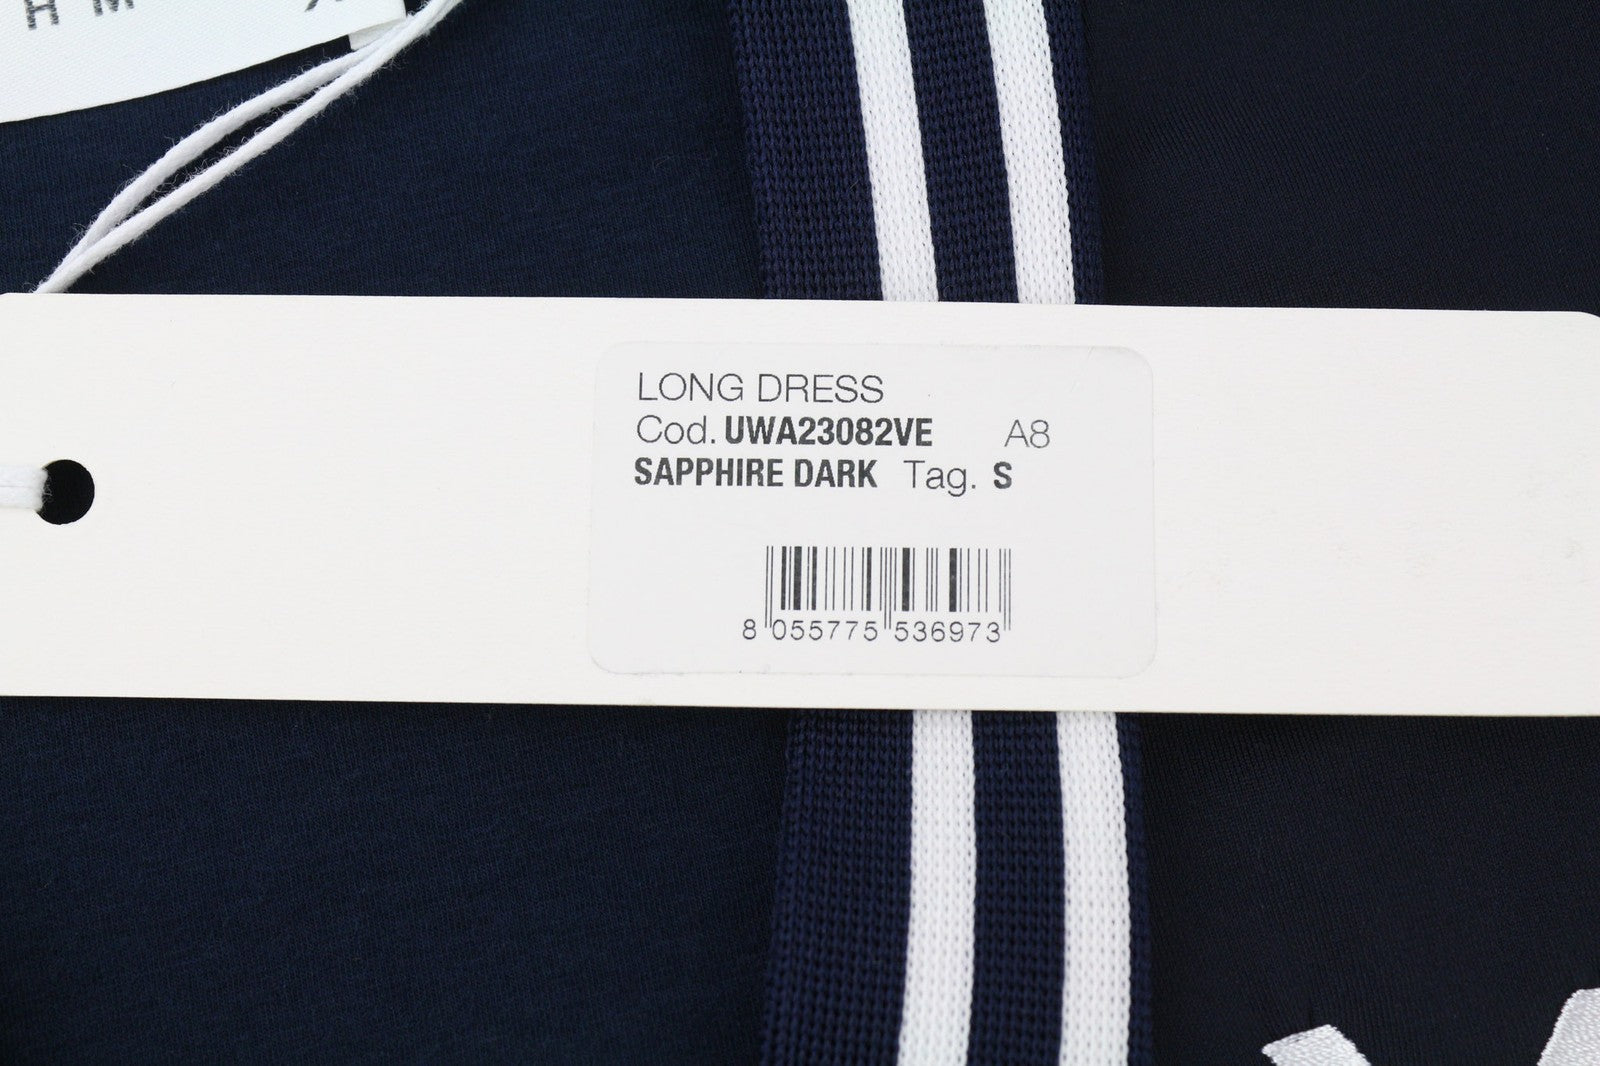 H M
LONG DRESS
Cod. UWA23082VE A8
SAPPHIRE DARK Tag. S
8 055775 536973